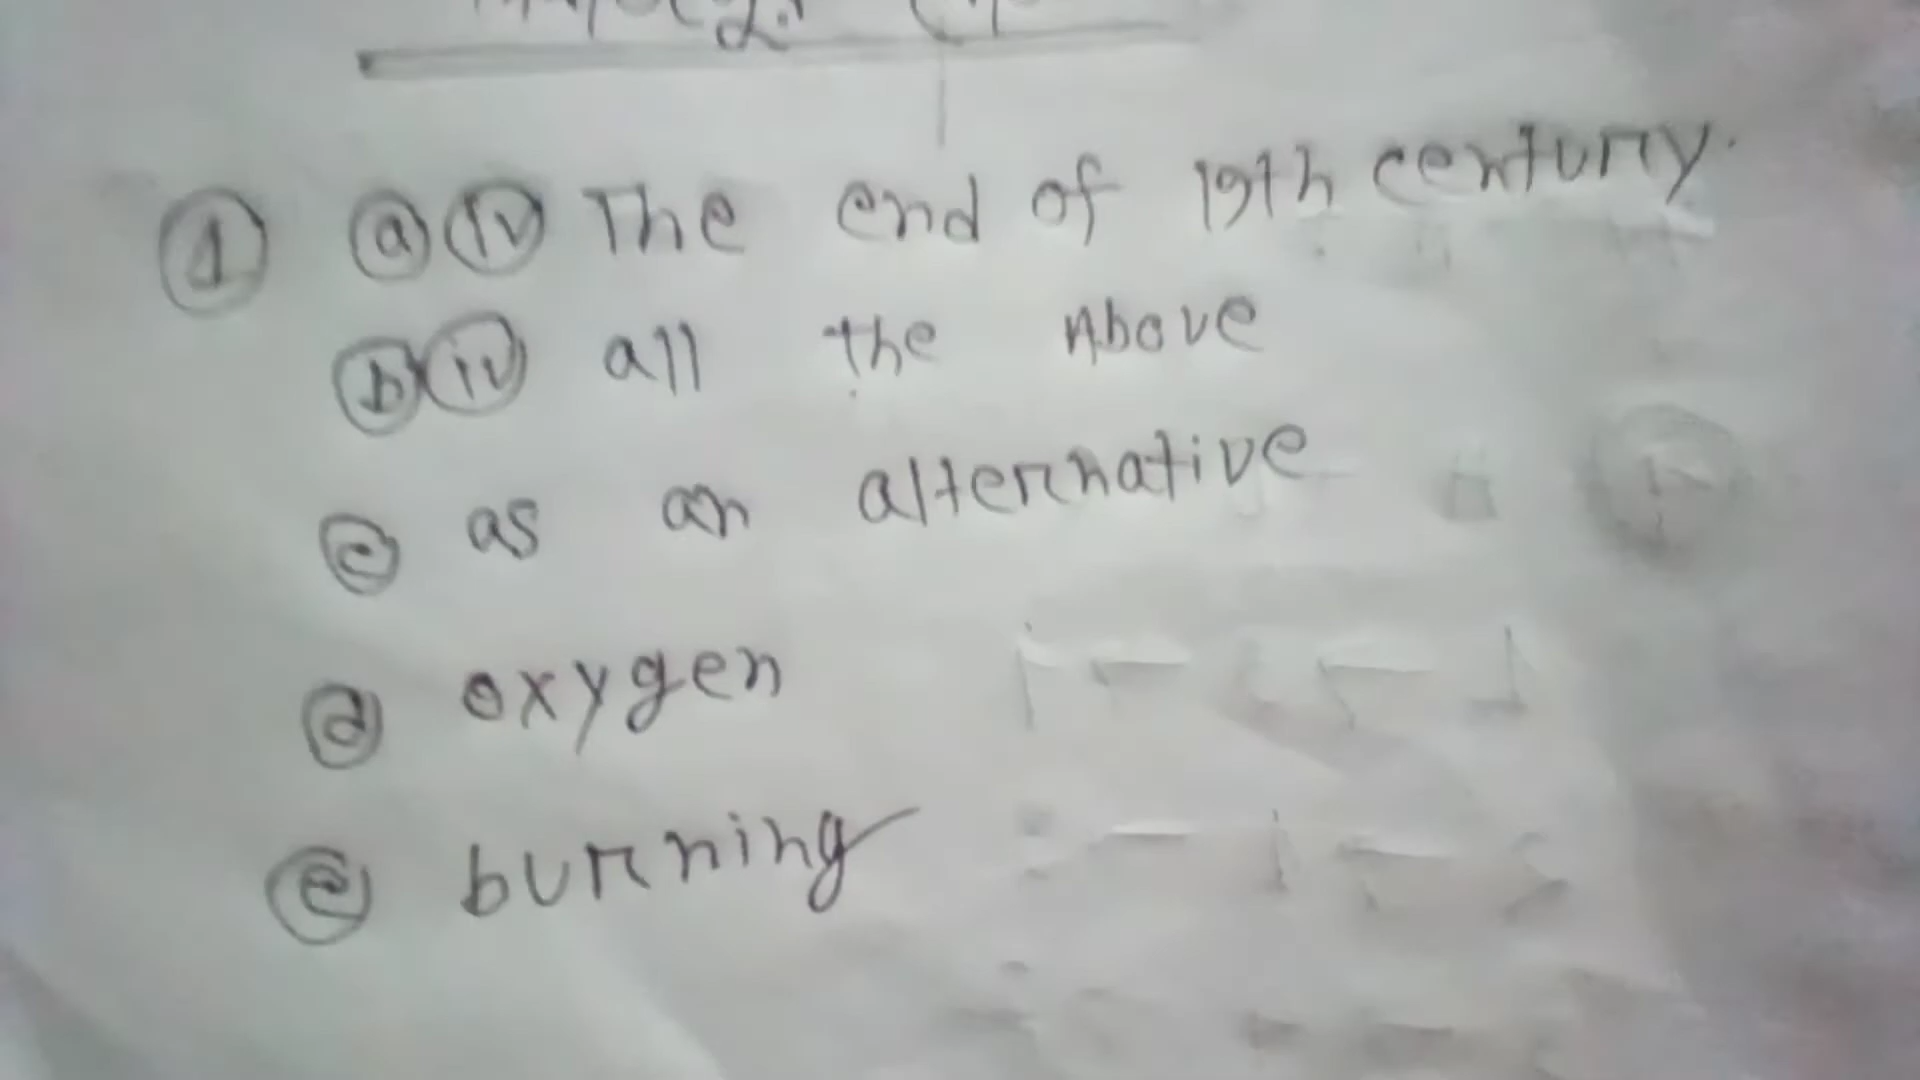 1 a iv The end of 19th century.
b iv all the Above
c as an alternative
d oxygen
e burning